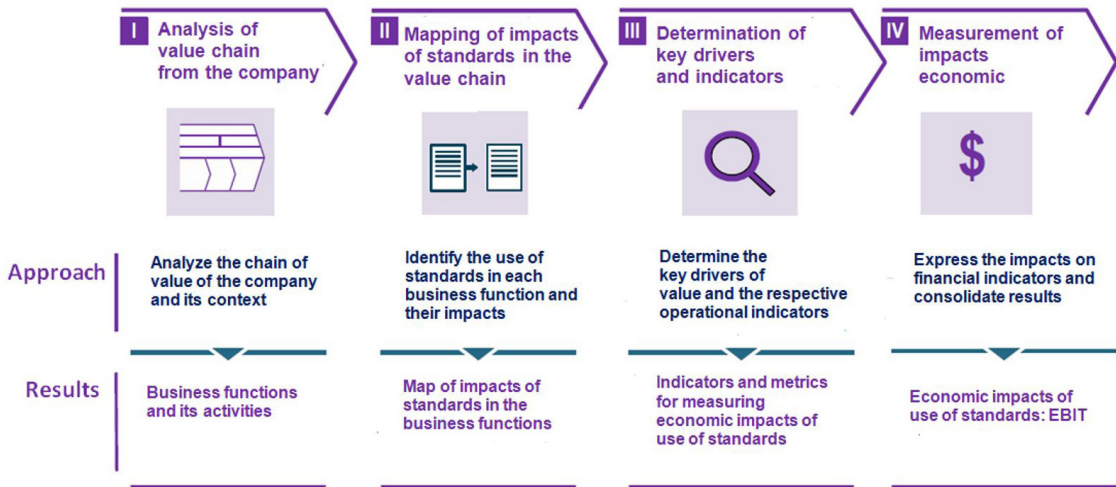 I
Analysis of
value chain
from the company
II
Mapping of impacts
of standards in the
value chain
III
Determination of
key drivers
and indicators
IV
Measurement of
impacts
economic
$
Approach
Analyze the chain of
value of the company
and its context
Identify the use of
standards in each
business function and
their impacts
Determine the
key drivers of
value and the respective
operational indicators
Express the impacts on
financial indicators and
consolidate results
Results
Business functions
and its activities
Map of impacts of
standards in the
business functions
Indicators and metrics
for measuring
economic impacts of
use of standards
Economic impacts of
use of standards: EBIT